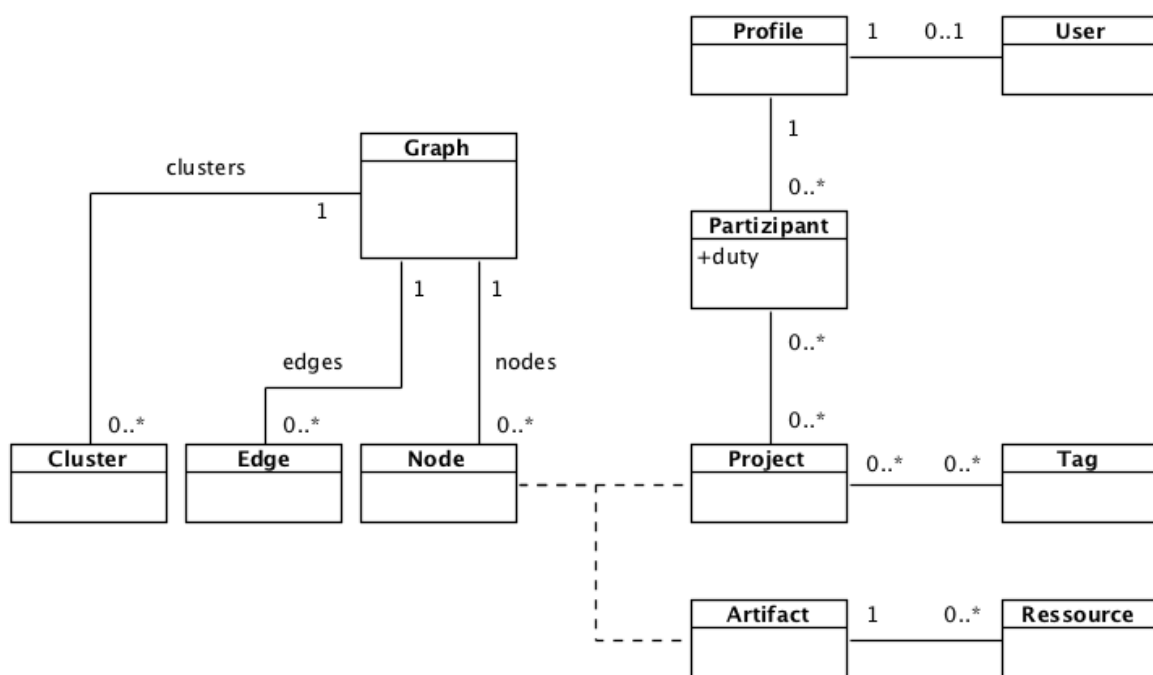 Profile
1
0..1
User
1
0..*
Graph
clusters
1
Partizipant
+duty
1
1
0..*
edges
nodes
0..*
0..*
0..*
0..*
Cluster
Edge
Node
Project
0..*
0..*
Tag
Artifact
1
0..*
Ressource